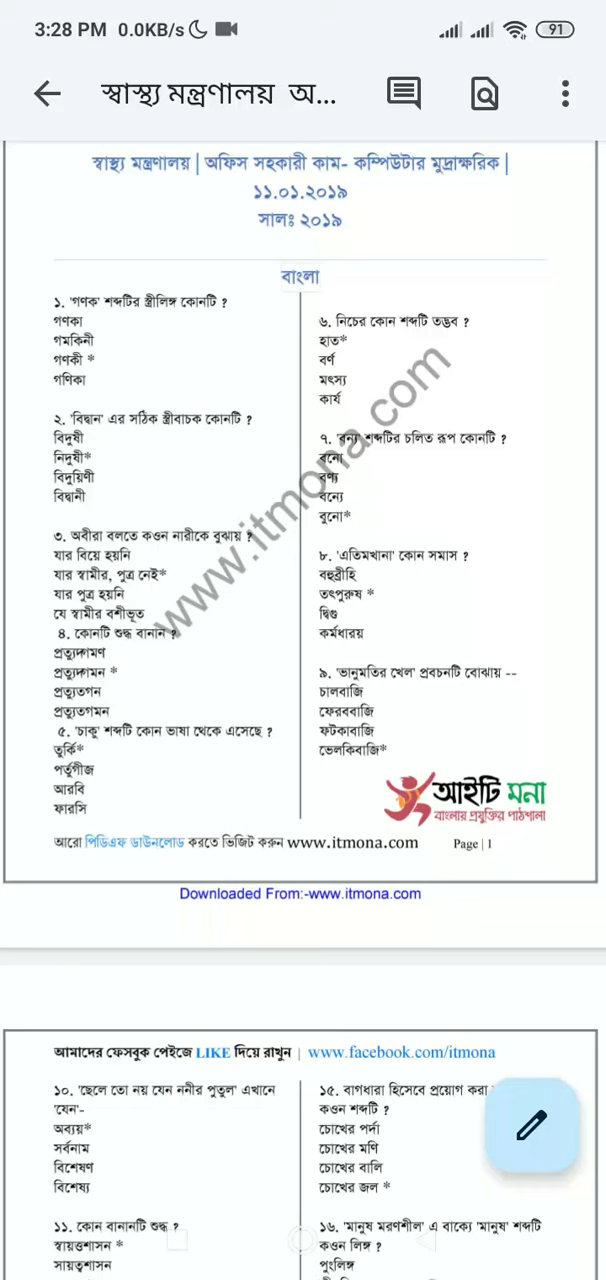 3:28 PM 0.0KB/s 91
স্বাস্থ্য মন্ত্রণালয় অ...
স্বাস্থ্য মন্ত্রণালয় | অফিস সহকারী কাম- কম্পিউটার মুদ্রাক্ষরিক |
১১.০১.২০১৯
সালঃ ২০১৯
বাংলা
১. 'গণক' শব্দটির স্ত্রীলিঙ্গ কোনটি ?
গণকা
গমকিনী
গণকী *
গণিকা
২. 'বিদ্বান' এর সঠিক স্ত্রীবাচক কোনটি ?
বিদুষী
নিদুষী*
বিদুয়িণী
বিদ্বানী
৩. অবীরা বলতে কওন নারীকে বুঝায় ?
যার বিয়ে হয়নি
যার স্বামীর, পুত্র নেই*
যার পুত্র হয়নি
যে স্বামীর বশীভূত
৪. কোনটি শুদ্ধ বানান ?
প্রত্যুদ্গমণ
প্রত্যুদ্গমন *
প্রত্যুতগন
প্রত্যুতগমন
৫. 'চাকু' শব্দটি কোন ভাষা থেকে এসেছে ?
তুর্কি*
পর্তুগীজ
আরবি
ফারসি
৬. নিচের কোন শব্দটি তদ্ভব ?
হাত*
বর্ণ
মৎস্য
কার্য
৭. 'বন্য' শব্দটির চলিত রূপ কোনটি ?
বনো
বণ্য
বন্যে
বুনো*
৮. 'এতিমখানা' কোন সমাস ?
বহুব্রীহি
তৎপুরুষ *
দ্বিগু
কর্মধারয়
৯. 'ভানুমতির খেল' প্রবচনটি বোঝায় --
চালবাজি
ফেরববাজি
ফটকাবাজি
ভেলকিবাজি*
www.itmona.com
আইটি মনা
বাংলায় প্রযুক্তির পাঠশালা
আরো পিডিএফ ডাউনলোড করতে ভিজিট করুন www.itmona.com Page | 1
Downloaded From:-www.itmona.com
আমাদের ফেসবুক পেইজে LIKE দিয়ে রাখুন | www.facebook.com/itmona
১০. 'ছেলে তো নয় যেন ননীর পুতুল' এখানে
'যেন'-
অব্যয়*
সর্বনাম
বিশেষণ
বিশেষ্য
১১. কোন বানানটি শুদ্ধ ?
স্বায়ত্তশাসন *
সায়ত্বশাসন
১৫. বাগধারা হিসেবে প্রয়োগ করা
কওন শব্দটি ?
চোখের পর্দা
চোখের মণি
চোখের বালি
চোখের জল *
১৬. 'মানুষ মরণশীল' এ বাক্যে 'মানুষ' শব্দটি
কওন লিঙ্গ ?
পুংলিঙ্গ